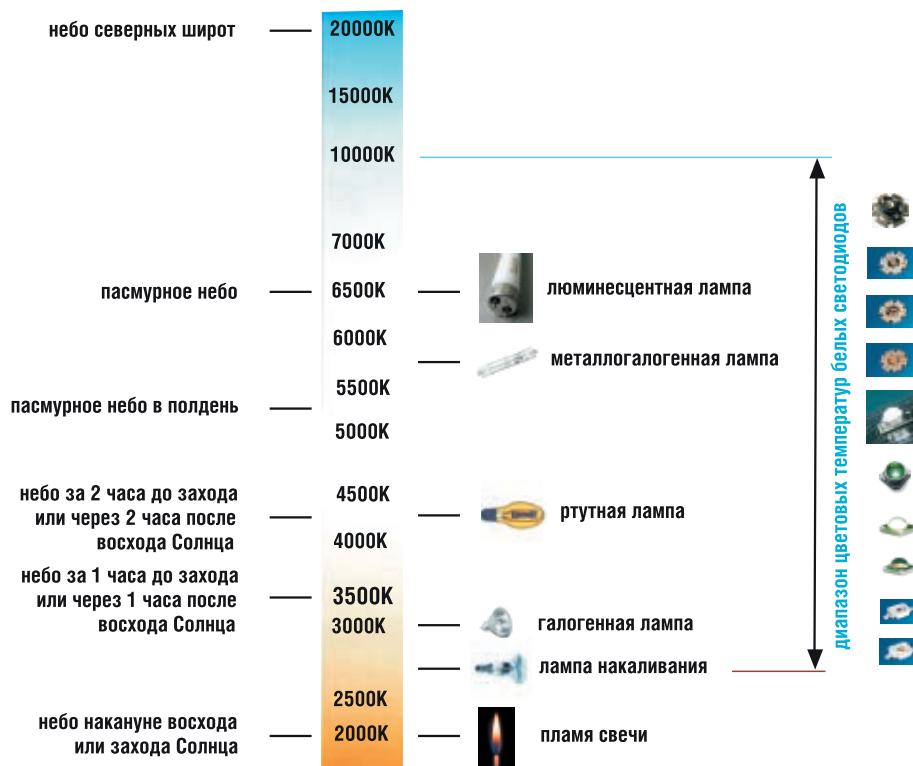 небо северных широт
20000K
15000K
10000K
7000K
пасмурное небо
6500K
люминесцентная лампа
6000K
металлогалогенная лампа
5500K
пасмурное небо в полдень
5000K
небо за 2 часа до захода
или через 2 часа после
восхода Солнца
4500K
ртутная лампа
4000K
небо за 1 часа до захода
или через 1 часа после
восхода Солнца
3500K
3000K
галогенная лампа
лампа накаливания
2500K
небо накануне восхода
или захода Солнца
2000K
пламя свечи
диапазон цветовых температур белых светодиодов